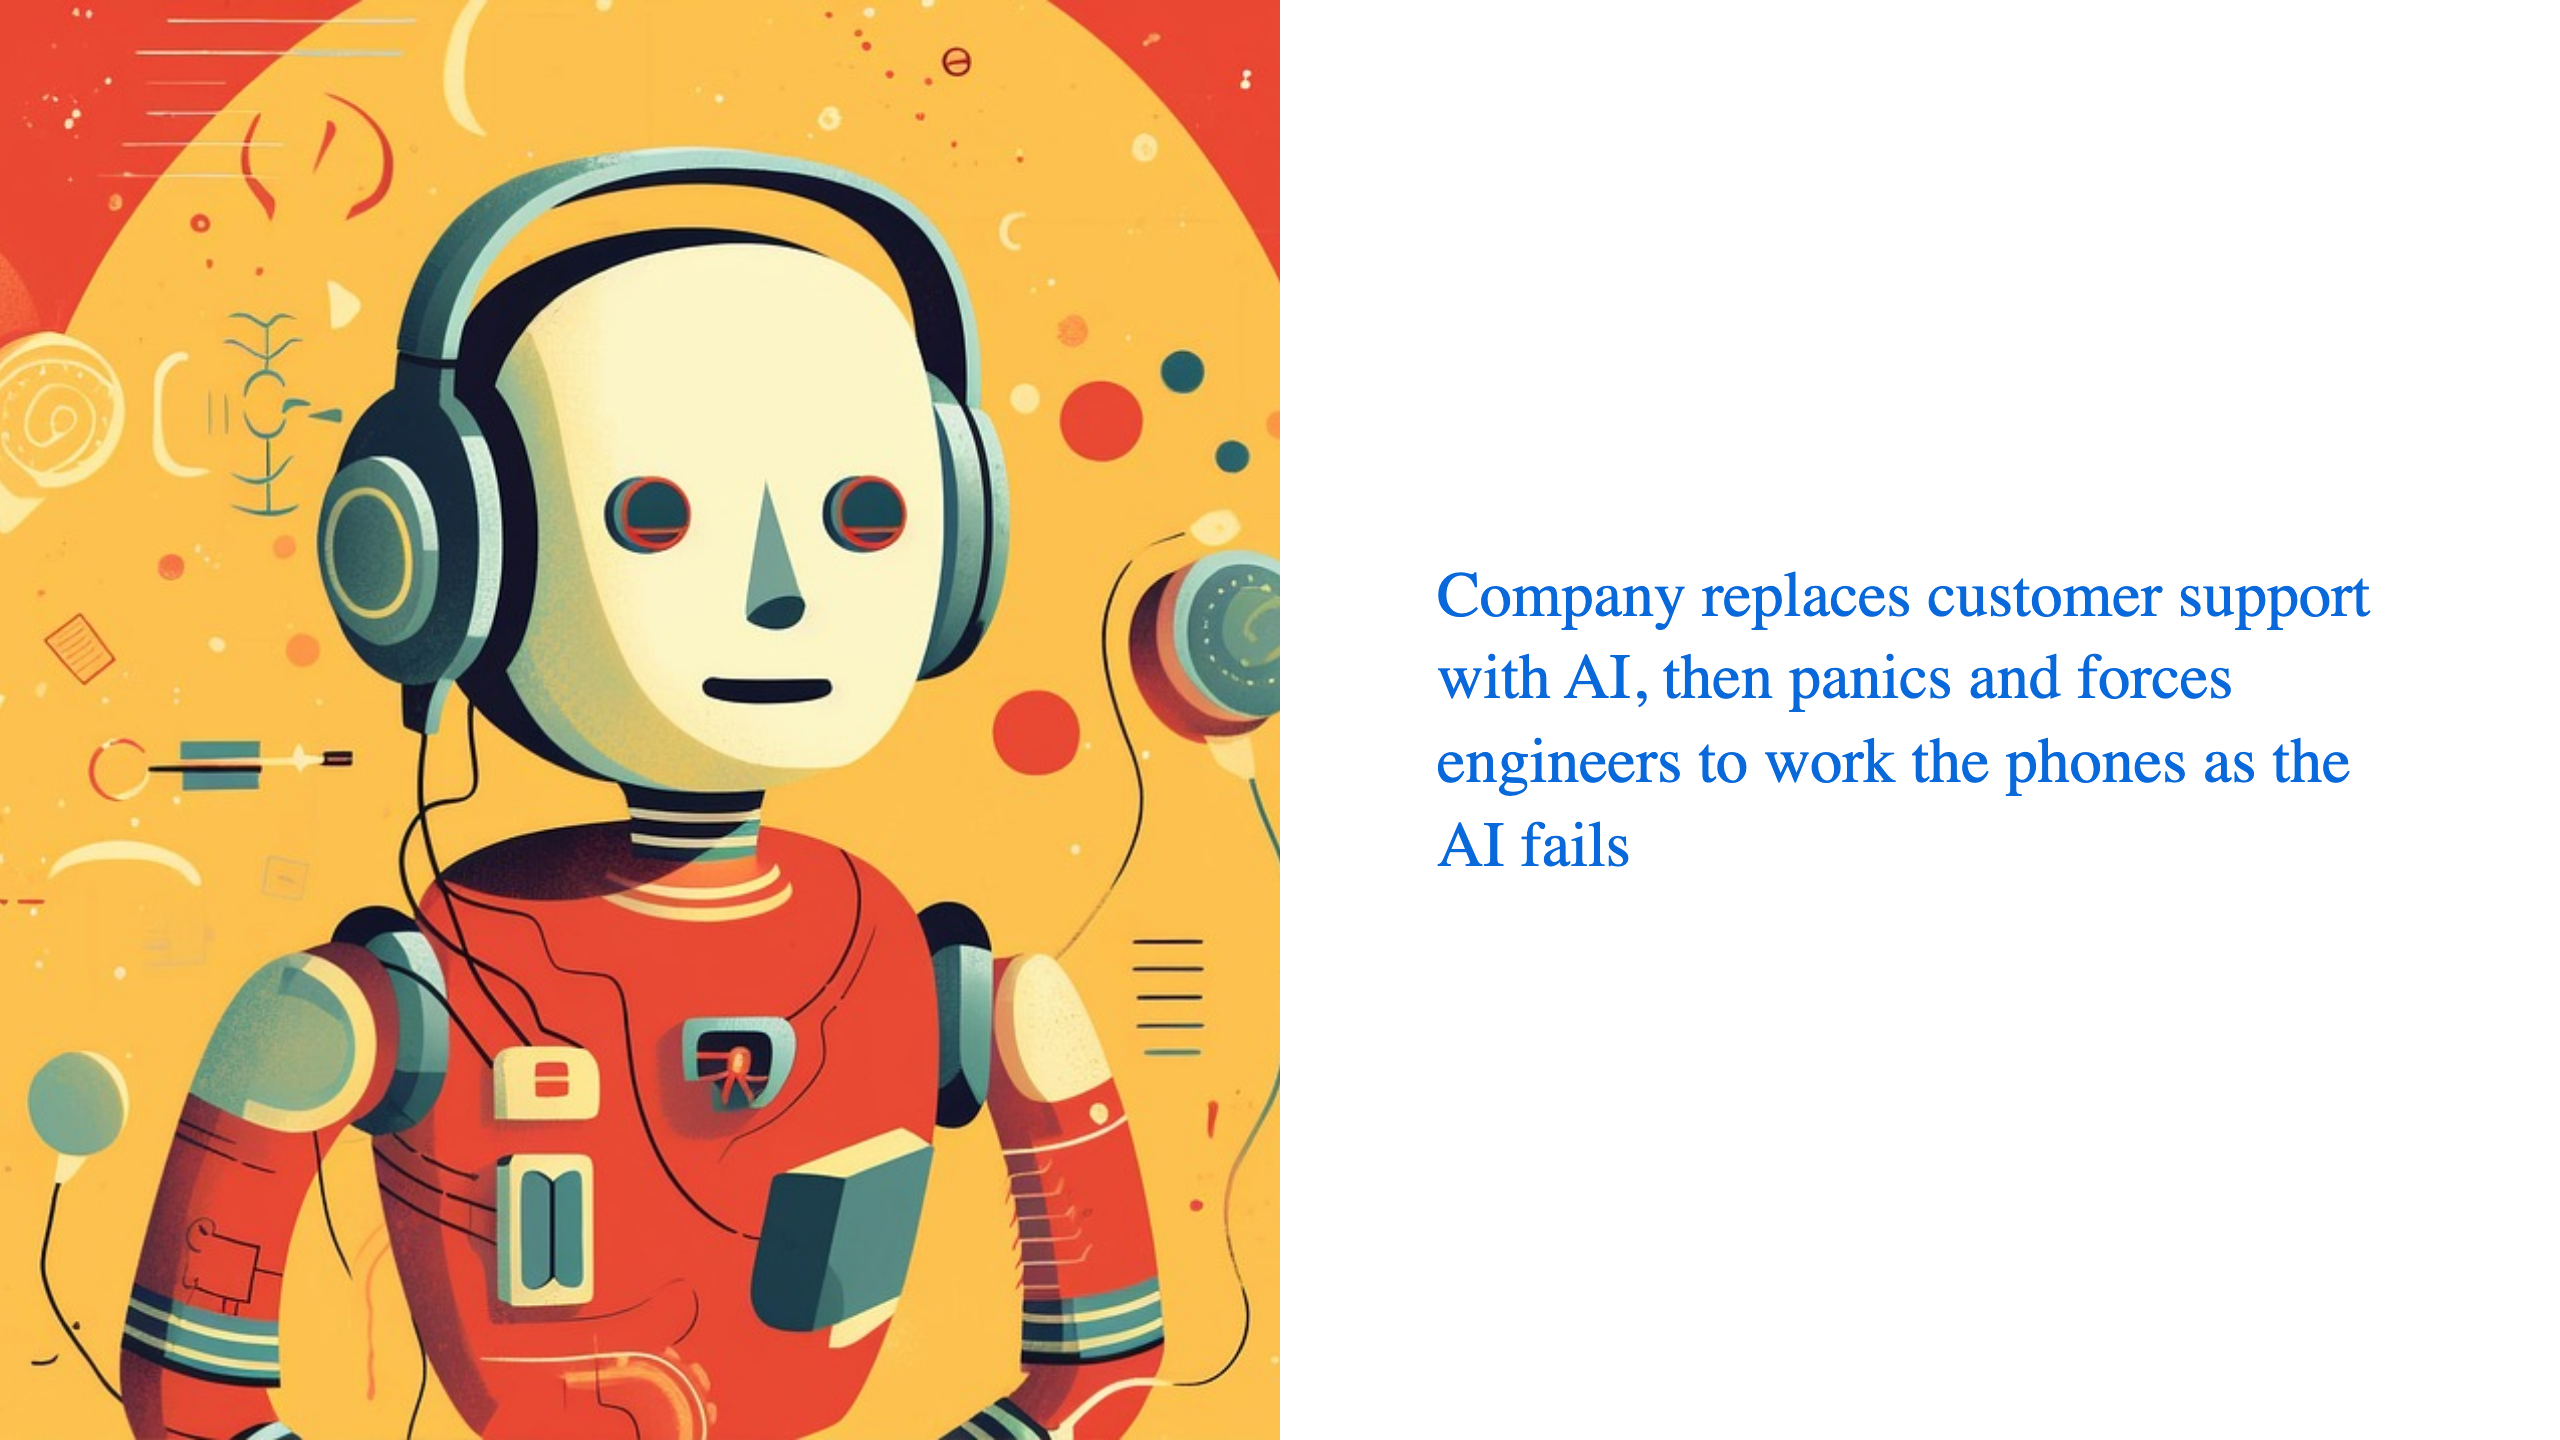 Company replaces customer support
with AI, then panics and forces
engineers to work the phones as the
AI fails